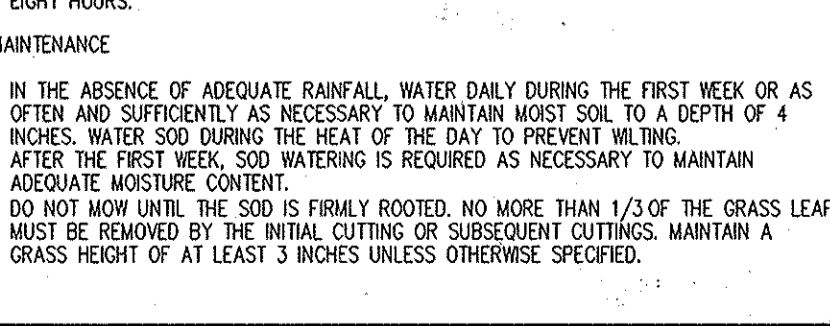 EIGHT HOURS.
MAINTENANCE
IN THE ABSENCE OF ADEQUATE RAINFALL, WATER DAILY DURING THE FIRST WEEK OR AS
OFTEN AND SUFFICIENTLY AS NECESSARY TO MAINTAIN MOIST SOIL TO A DEPTH OF 4
INCHES. WATER SOD DURING THE HEAT OF THE DAY TO PREVENT WILTING.
AFTER THE FIRST WEEK, SOD WATERING IS REQUIRED AS NECESSARY TO MAINTAIN
ADEQUATE MOISTURE CONTENT.
DO NOT MOW UNTIL THE SOD IS FIRMLY ROOTED. NO MORE THAN 1/3 OF THE GRASS LEAF
MUST BE REMOVED BY THE INITIAL CUTTING OR SUBSEQUENT CUTTINGS. MAINTAIN A
GRASS HEIGHT OF AT LEAST 3 INCHES UNLESS OTHERWISE SPECIFIED.